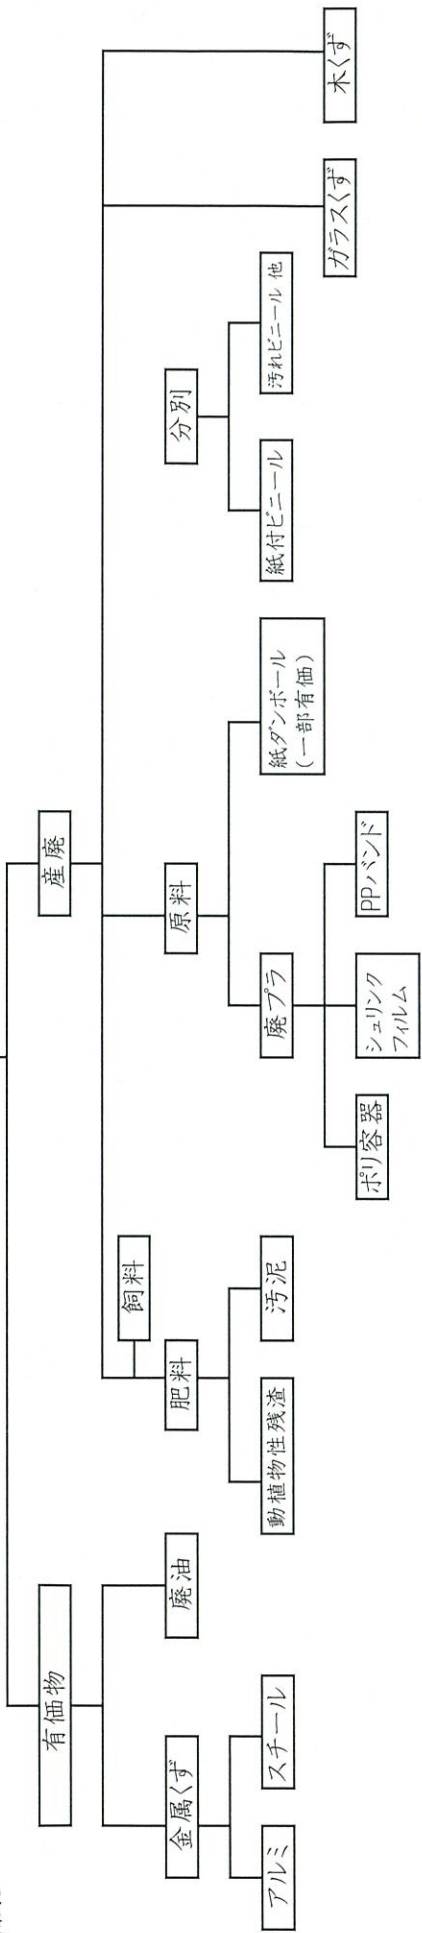 有価物
産廃
金属くず
廃油
飼料
肥料
原料
分別
アルミ
スチール
動植物性残渣
汚泥
廃プラ
紙ダンボール
(一部有価)
紙付ビニール
汚れビニール 他
ガラスくず
木くず
ポリ容器
シュリンク
フィルム
PPバンド